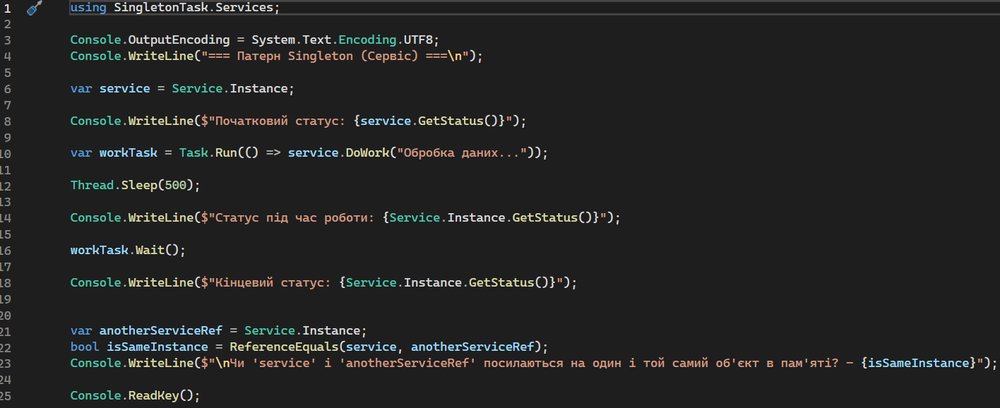 1 using SingletonTask.Services;
2
3 Console.OutputEncoding = System.Text.Encoding.UTF8;
4 Console.WriteLine("=== Патерн Singleton (Сервіс) ===\n");
5
6 var service = Service.Instance;
7
8 Console.WriteLine($"Початковий статус: {service.GetStatus()}");
9
10 var workTask = Task.Run(() => service.DoWork("Обробка даних..."));
11
12 Thread.Sleep(500);
13
14 Console.WriteLine($"Статус під час роботи: {Service.Instance.GetStatus()}");
15
16 workTask.Wait();
17
18 Console.WriteLine($"Кінцевий статус: {Service.Instance.GetStatus()}");
19
20
21 var anotherServiceRef = Service.Instance;
22 bool isSameInstance = ReferenceEquals(service, anotherServiceRef);
23 Console.WriteLine($"\nЧи 'service' і 'anotherServiceRef' посилаються на один і той самий об'єкт в пам'яті? – {isSameInstance}");
24
25 Console.ReadKey();